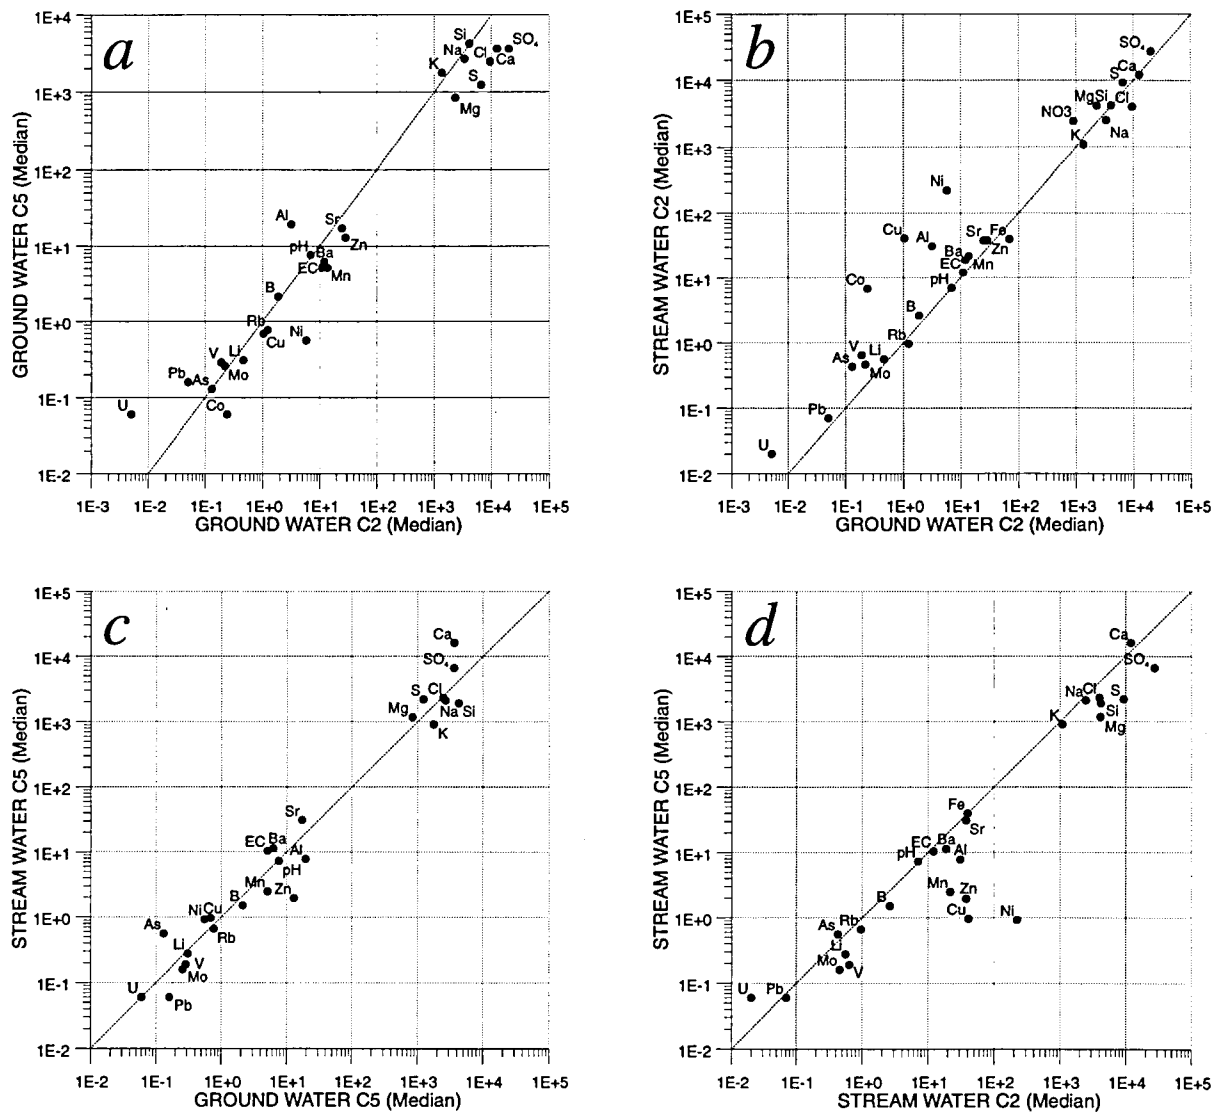 a
1E+4
1E+3
1E+2
1E+1
1E+0
1E-1
1E-2
GROUND WATER C5 (Median)
Si
SO₄
Na
Cl
Ca
K
S
Mg
Al
Sr
Zn
pH
Ba
EC
Mn
B
Rb
Cu
Ni
V
Li
Mo
Pb
As
U
Co
1E-3 1E-2 1E-1 1E+0 1E+1 1E+2 1E+3 1E+4 1E+5
GROUND WATER C2 (Median)
b
1E+5
1E+4
1E+3
1E+2
1E+1
1E+0
1E-1
1E-2
STREAM WATER C2 (Median)
SO₄
Ca
S
Mg
Si
Cl
NO3
Na
K
Ni
Cu
Al
Sr
Fe
Zn
Ba
EC
Mn
Co
pH
B
Rb
V
Li
As
Mo
Pb
U
1E-3 1E-2 1E-1 1E+0 1E+1 1E+2 1E+3 1E+4 1E+5
GROUND WATER C2 (Median)
c
1E+5
1E+4
1E+3
1E+2
1E+1
1E+0
1E-1
1E-2
STREAM WATER C5 (Median)
Ca
SO₄
S
Cl
Mg
Na
Si
K
Sr
EC
Ba
Al
pH
Mn
Zn
B
Ni
Cu
As
Rb
Li
V
Mo
U
Pb
1E-2 1E-1 1E+0 1E+1 1E+2 1E+3 1E+4 1E+5
GROUND WATER C5 (Median)
d
1E+5
1E+4
1E+3
1E+2
1E+1
1E+0
1E-1
1E-2
STREAM WATER C5 (Median)
Ca
SO₄
Na
Cl
S
Si
K
Mg
Fe
Sr
EC
Ba
pH
Al
Mn
Zn
B
Cu
Ni
As
Rb
Li
Mo
V
U
Pb
1E-2 1E-1 1E+0 1E+1 1E+2 1E+3 1E+4 1E+5
STREAM WATER C2 (Median)